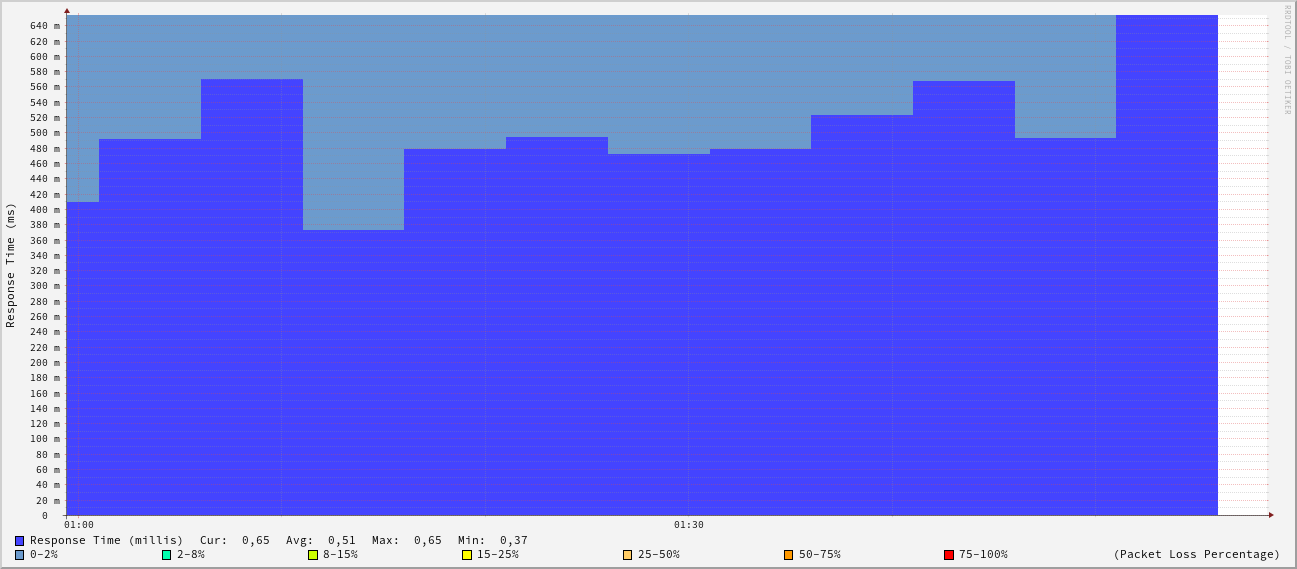 RRDTOOL / TOBI OETIKER
Response Time (ms)
640 m
620 m
600 m
580 m
560 m
540 m
520 m
500 m
480 m
460 m
440 m
420 m
400 m
380 m
360 m
340 m
320 m
300 m
280 m
260 m
240 m
220 m
200 m
180 m
160 m
140 m
120 m
100 m
80 m
60 m
40 m
20 m
0
01:00 01:30
Response Time (millis) Cur: 0,65 Avg: 0,51 Max: 0,65 Min: 0,37
0-2% 2-8% 8-15% 15-25% 25-50% 50-75% 75-100% (Packet Loss Percentage)